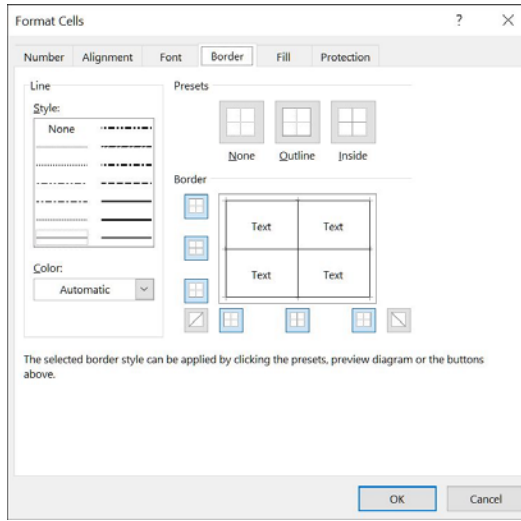 Format Cells ?
Number Alignment Font Border Fill Protection
Line
Style:
None
Color:
Automatic
Presets
None Outline Inside
Border
Text Text
Text Text
The selected border style can be applied by clicking the presets, preview diagram or the buttons
above.
OK Cancel